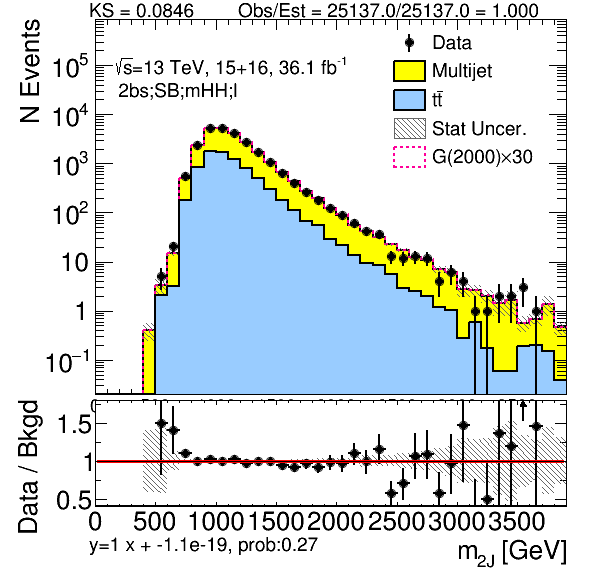 KS = 0.0846 Obs/Est = 25137.0/25137.0 = 1.000
N Events
√s=13 TeV, 15+16, 36.1 fb⁻¹
2bs;SB;mHH;l
Data
Multijet
tt̄
Stat Uncer.
G(2000)×30
10⁵
10⁴
10³
10²
10
1
10⁻¹
Data / Bkgd
1.5
1
0.5
0 500 1000 1500 2000 2500 3000 3500
y=1 x + -1.1e-19, prob:0.27
m₂J [GeV]